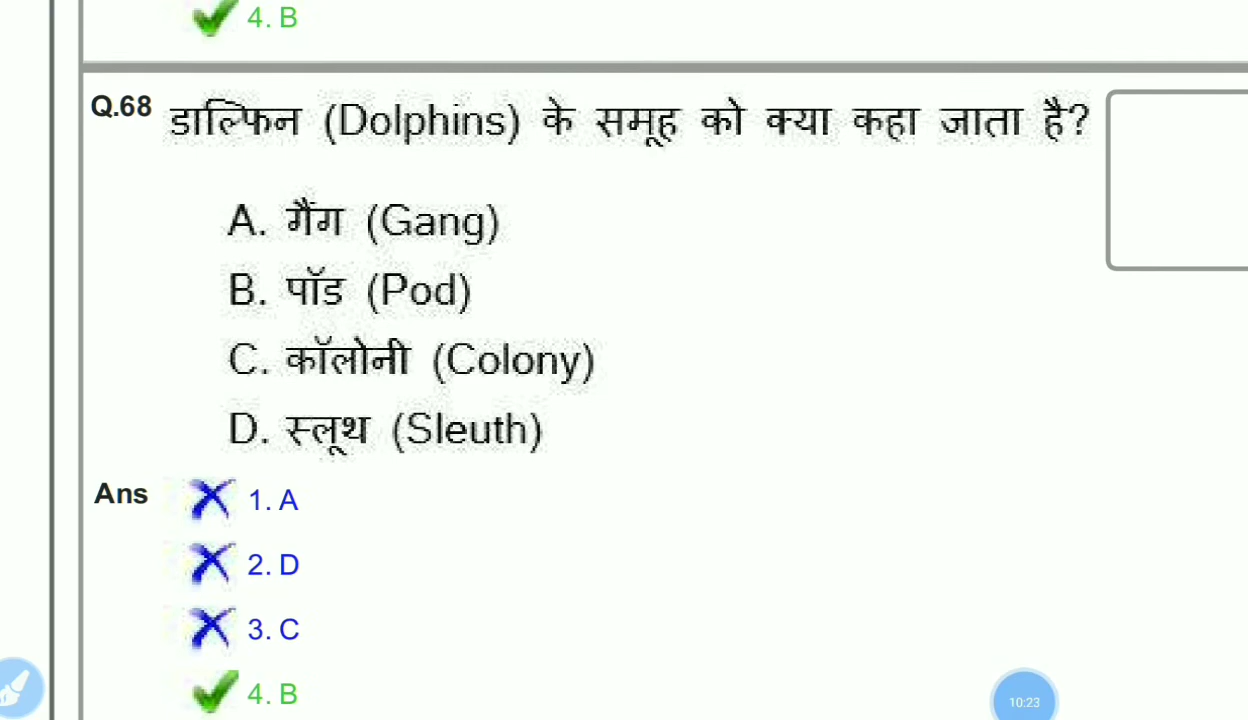 4. B
Q.68 डाल्फिन (Dolphins) के समूह को क्या कहा जाता है?
A. गैंग (Gang)
B. पॉड (Pod)
C. कॉलोनी (Colony)
D. स्लूथ (Sleuth)
Ans 1. A
2. D
3. C
4. B
10:23